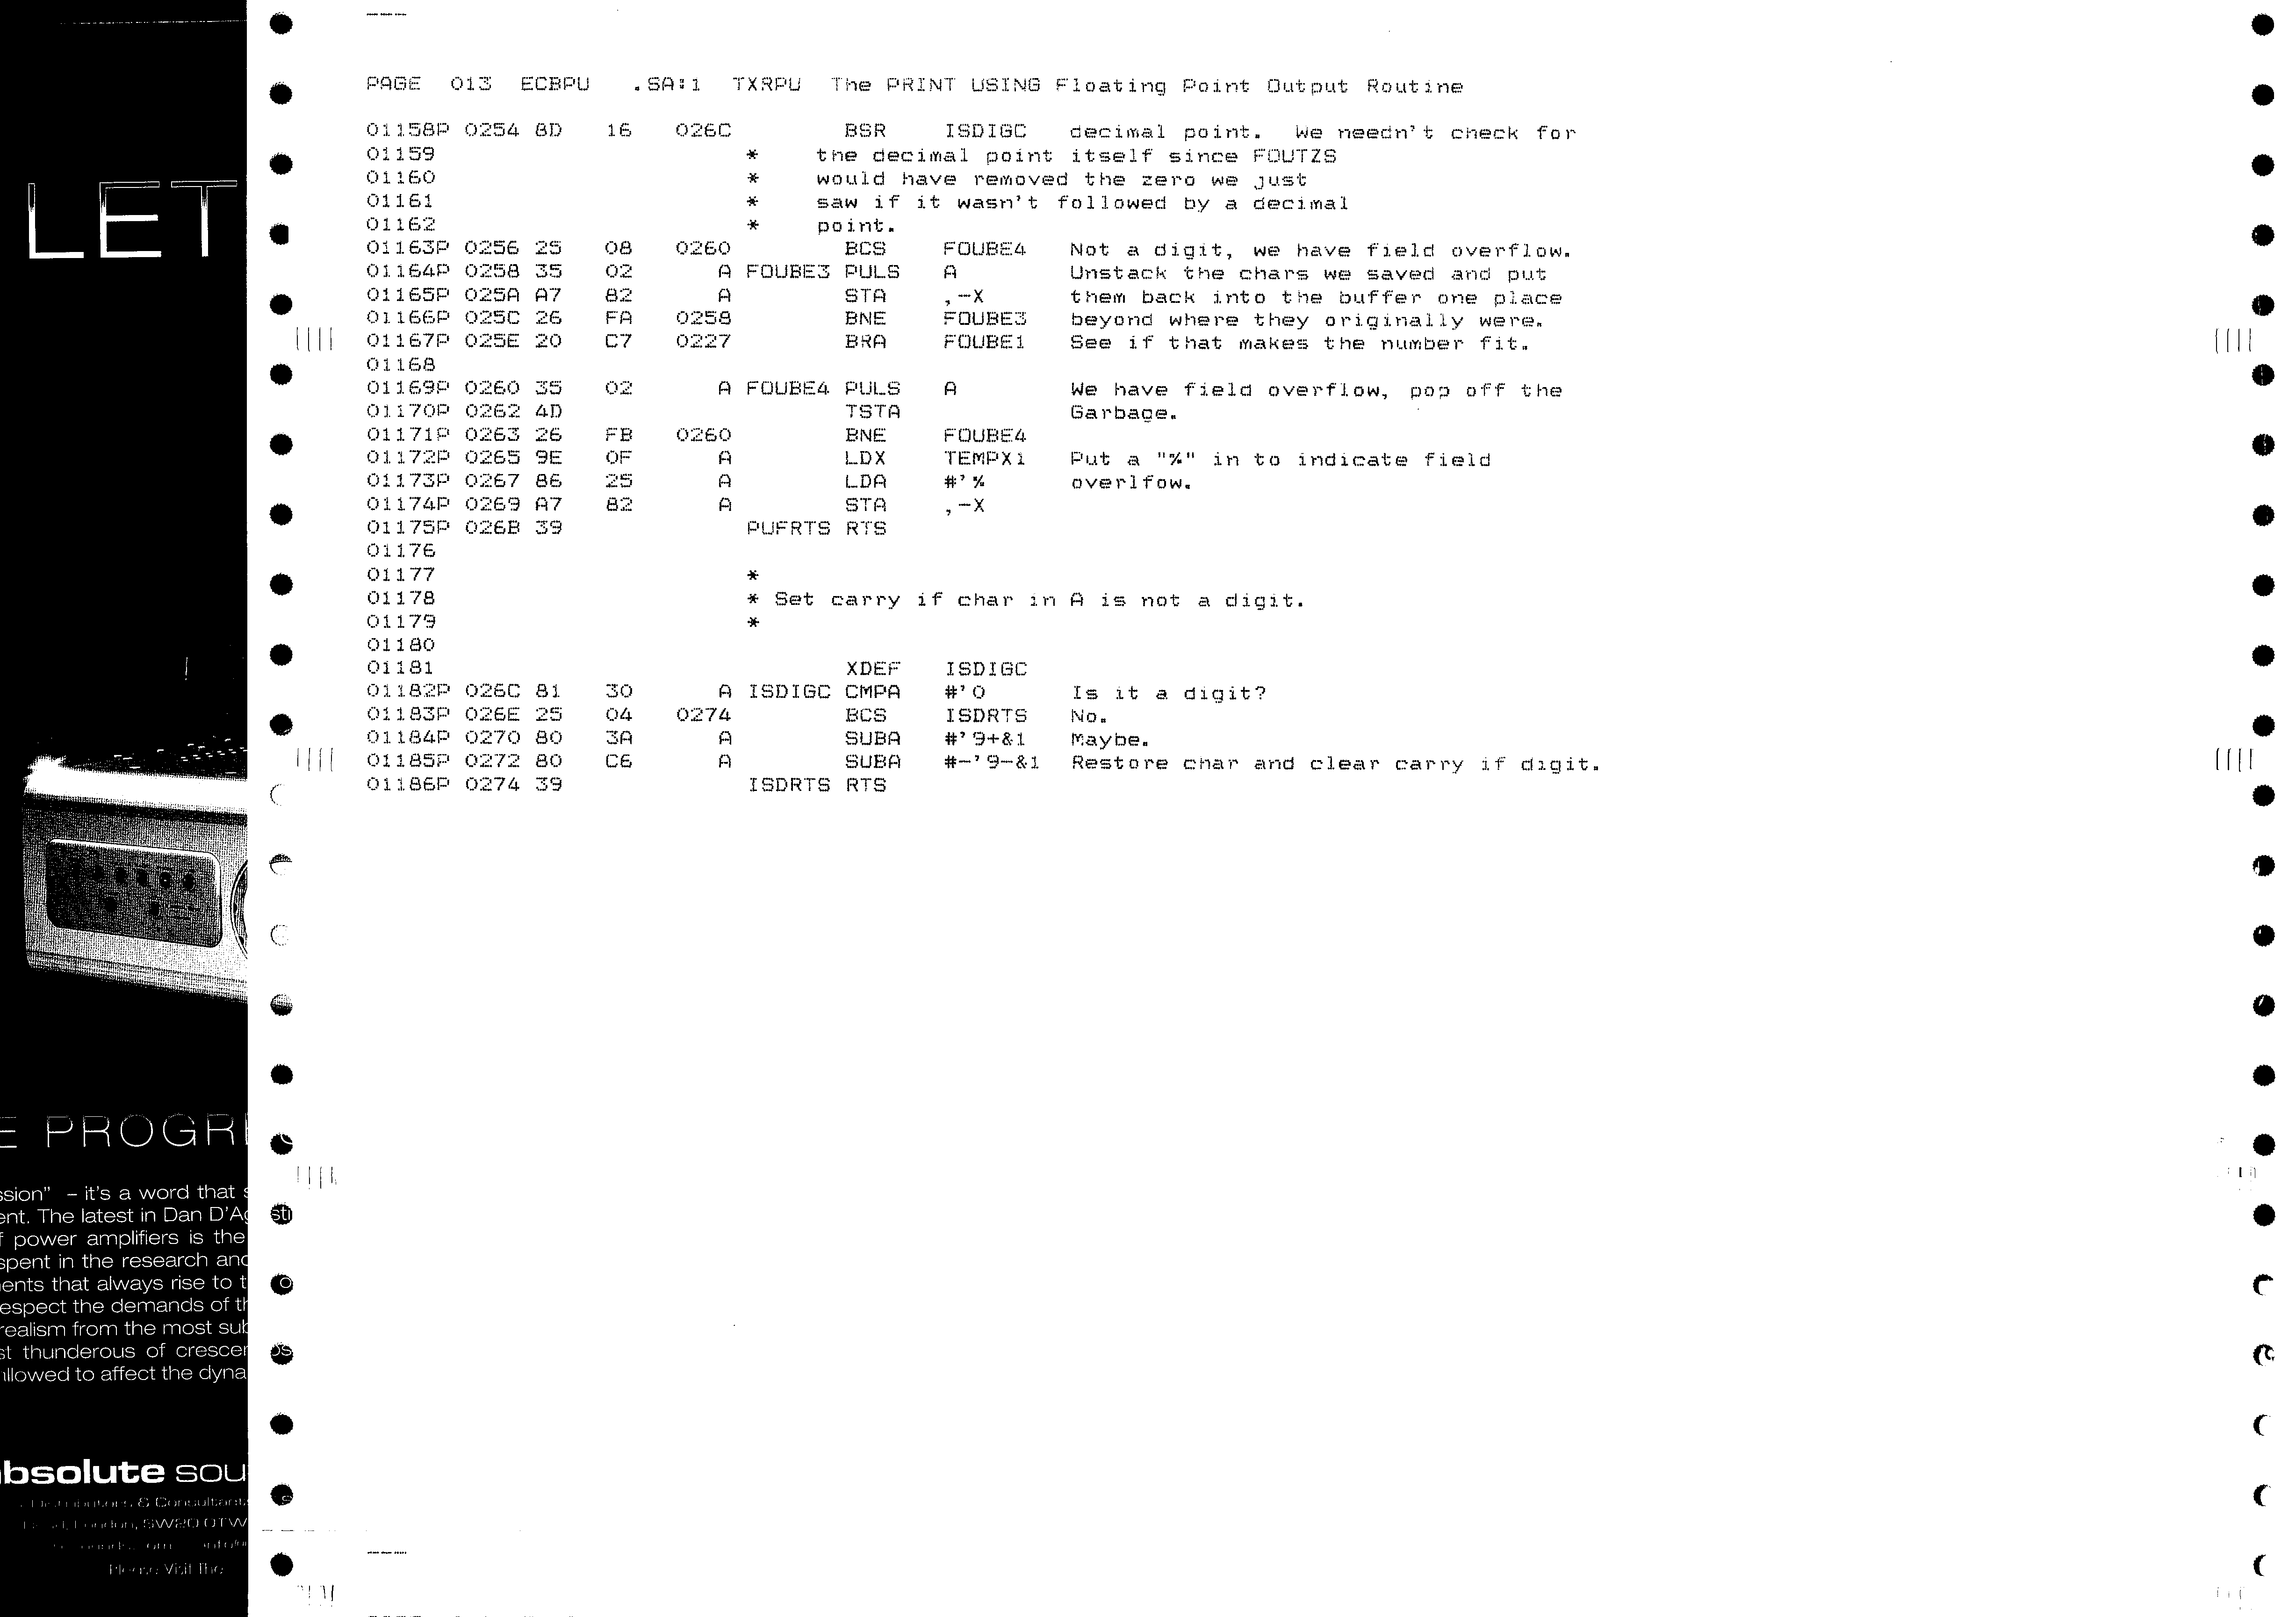 PAGE 013 ECBPU .SA:1 TXRPU The PRINT USING Floating Point Output Routine
01158P 0254 8D 16 026C BSR ISDIGC decimal point. We needn't check for
01159 * the decimal point itself since FOUTZS
01160 * would have removed the zero we just
01161 * saw if it wasn't followed by a decimal
01162 * point.
01163P 0256 25 08 0260 BCS FOUBE4 Not a digit, we have field overflow.
01164P 0258 35 02 A FOUBE3 PULS A Unstack the chars we saved and put
01165P 025A A7 82 A STA ,-X them back into the buffer one place
01166P 025C 26 FA 0258 BNE FOUBE3 beyond where they originally were.
01167P 025E 20 C7 0227 BRA FOUBE1 See if that makes the number fit.
01168
01169P 0260 35 02 A FOUBE4 PULS A We have field overflow, pop off the
01170P 0262 4D TSTA Garbage.
01171P 0263 26 FB 0260 BNE FOUBE4
01172P 0265 9E 0F A LDX TEMPX1 Put a "%" in to indicate field
01173P 0267 86 25 A LDA #'% overlfow.
01174P 0269 A7 82 A STA ,-X
01175P 026B 39 PUFRTS RTS
01176
01177 *
01178 * Set carry if char in A is not a digit.
01179 *
01180
01181 XDEF ISDIGC
01182P 026C 81 30 A ISDIGC CMPA #'0 Is it a digit?
01183P 026E 25 04 0274 BCS ISDRTS No.
01184P 0270 80 3A A SUBA #'9+&1 Maybe.
01185P 0272 80 C6 A SUBA #-'9-&1 Restore char and clear carry if digit.
01186P 0274 39 ISDRTS RTS
LET
E PROGR
ssion" – it's a word that s
ent. The latest in Dan D'Ag sti
f power amplifiers is the
spent in the research and
ents that always rise to t
espect the demands of th
realism from the most sub
st thunderous of crescen os
allowed to affect the dyna
absolute sou
Distributors & Consultants
Road, London, SW20 0TW
Please Visit The